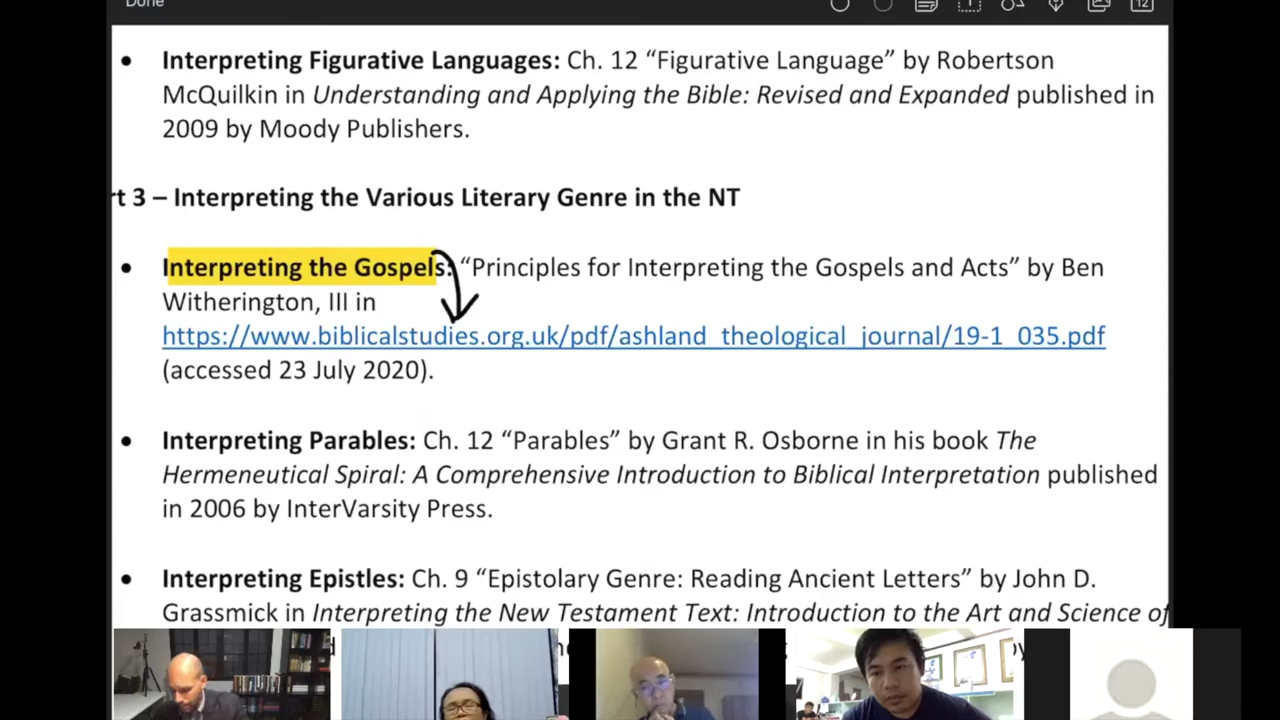 Done
12
• Interpreting Figurative Languages: Ch. 12 “Figurative Language” by Robertson
McQuilkin in Understanding and Applying the Bible: Revised and Expanded published in
2009 by Moody Publishers.
rt 3 – Interpreting the Various Literary Genre in the NT
• Interpreting the Gospels: “Principles for Interpreting the Gospels and Acts” by Ben
Witherington, III in
https://www.biblicalstudies.org.uk/pdf/ashland_theological_journal/19-1_035.pdf
(accessed 23 July 2020).
• Interpreting Parables: Ch. 12 “Parables” by Grant R. Osborne in his book The
Hermeneutical Spiral: A Comprehensive Introduction to Biblical Interpretation published
in 2006 by InterVarsity Press.
• Interpreting Epistles: Ch. 9 “Epistolary Genre: Reading Ancient Letters” by John D.
Grassmick in Interpreting the New Testament Text: Introduction to the Art and Science of